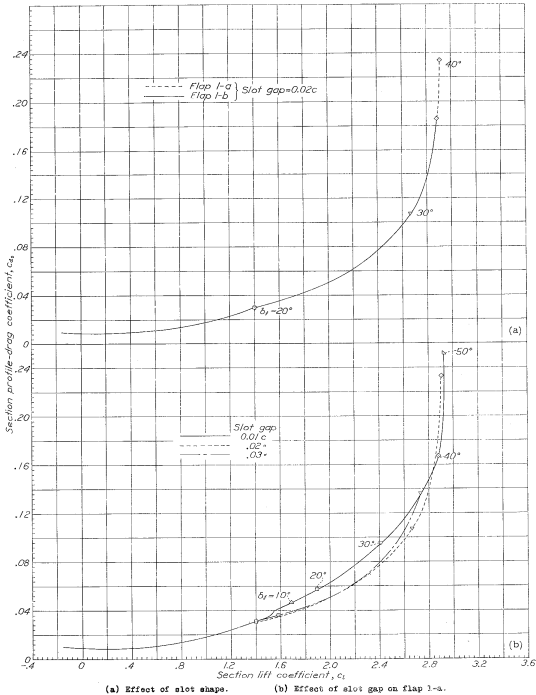 .24
40°
Flap 1-a
Flap 1-b
Slot gap=0.02c
.20
.16
.12
30°
.08
.04
δf=20°
(a)
0
Section profile-drag coefficient, cd0
50°
.24
Slot gap
0.01c
.02"
.03"
.20
.16
40°
.12
30°
.08
20°
δf=10°
.04
(b)
0
-.4 0 .4 .8 1.2 1.6 2.0 2.4 2.8 3.2 3.6
Section lift coefficient, cl
(a) Effect of slot shape. (b) Effect of slot gap on flap 1-a.